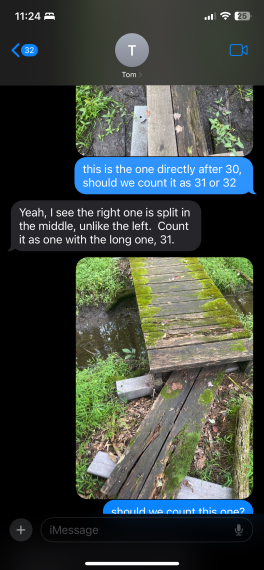 11:24
25
32
T
Tom
this is the one directly after 30,
should we count it as 31 or 32
Yeah, I see the right one is split in
the middle, unlike the left. Count
it as one with the long one, 31.
should we count this one?
iMessage